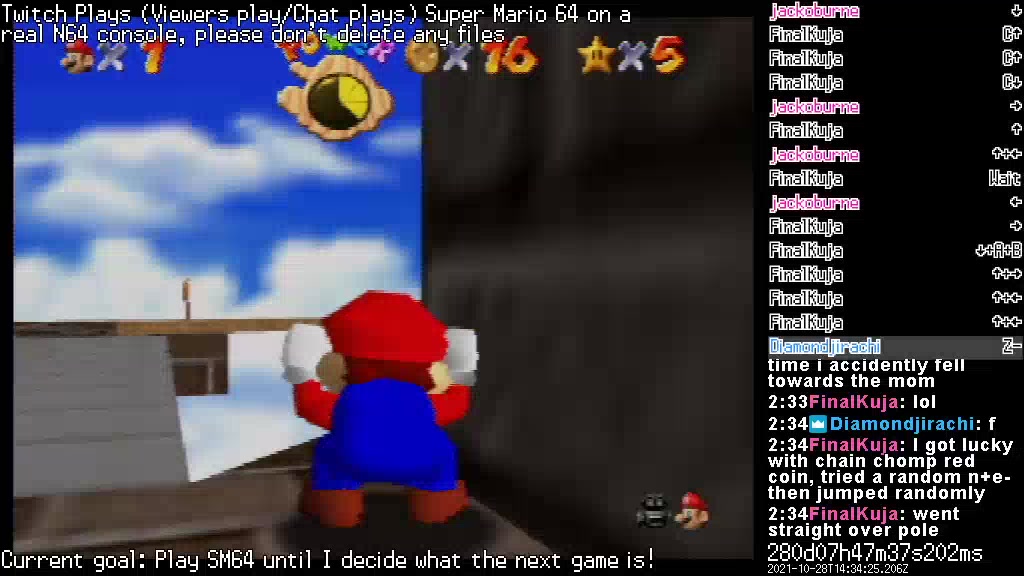 Twitch Plays (Viewers play/Chat plays) Super Mario 64 on a
real N64 console, please don't delete any files
x 1
x 16
x 5
jackoburne ↓
FinalKuja C↑
FinalKuja C↑
FinalKuja C↓
jackoburne →
FinalKuja ↑
jackoburne ↑+←
FinalKuja Wait
jackoburne ←
FinalKuja →
FinalKuja ↓+A+B
FinalKuja ↑+→
FinalKuja ↑+←
FinalKuja ↑+←
Diamondjirachi Z-
time i accidently fell
towards the mom
2:33FinalKuja: lol
2:34Diamondjirachi: f
2:34FinalKuja: I got lucky
with chain chomp red
coin, tried a random n+e-
then jumped randomly
2:34FinalKuja: went
straight over pole
Current goal: Play SM64 until I decide what the next game is!
280d07h47m37s202ms
2021-10-28T14:34:25.206Z